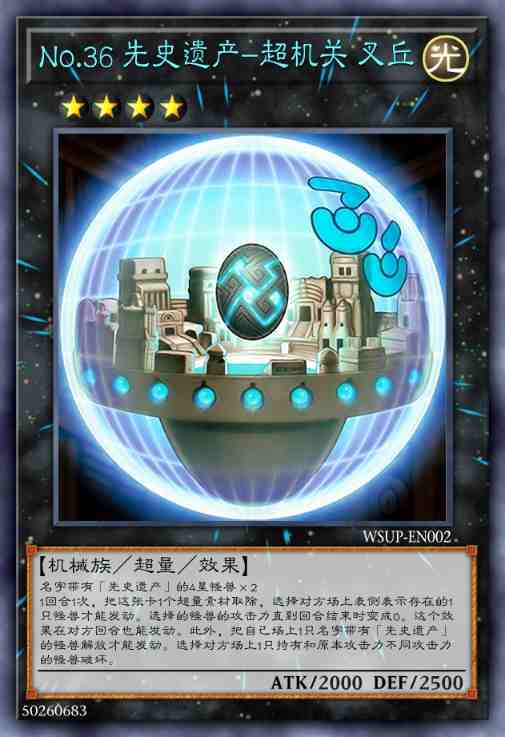 No.36 先史遗产-超机关 叉丘
光
WSUP-EN002
【机械族／超量／效果】
名字带有「先史遗产」的4星怪兽×2
1回合1次，把这张卡1个超量素材取除，选择对方场上表侧表示存在的1
只怪兽才能发动。选择的怪兽的攻击力直到回合结束时变成0。这个效
果在对方回合也能发动。此外，把自己场上1只名字带有「先史遗产」
的怪兽解放才能发动。选择对方场上1只持有和原本攻击力不同攻击力
的怪兽破坏。
ATK/2000 DEF/2500
50260683